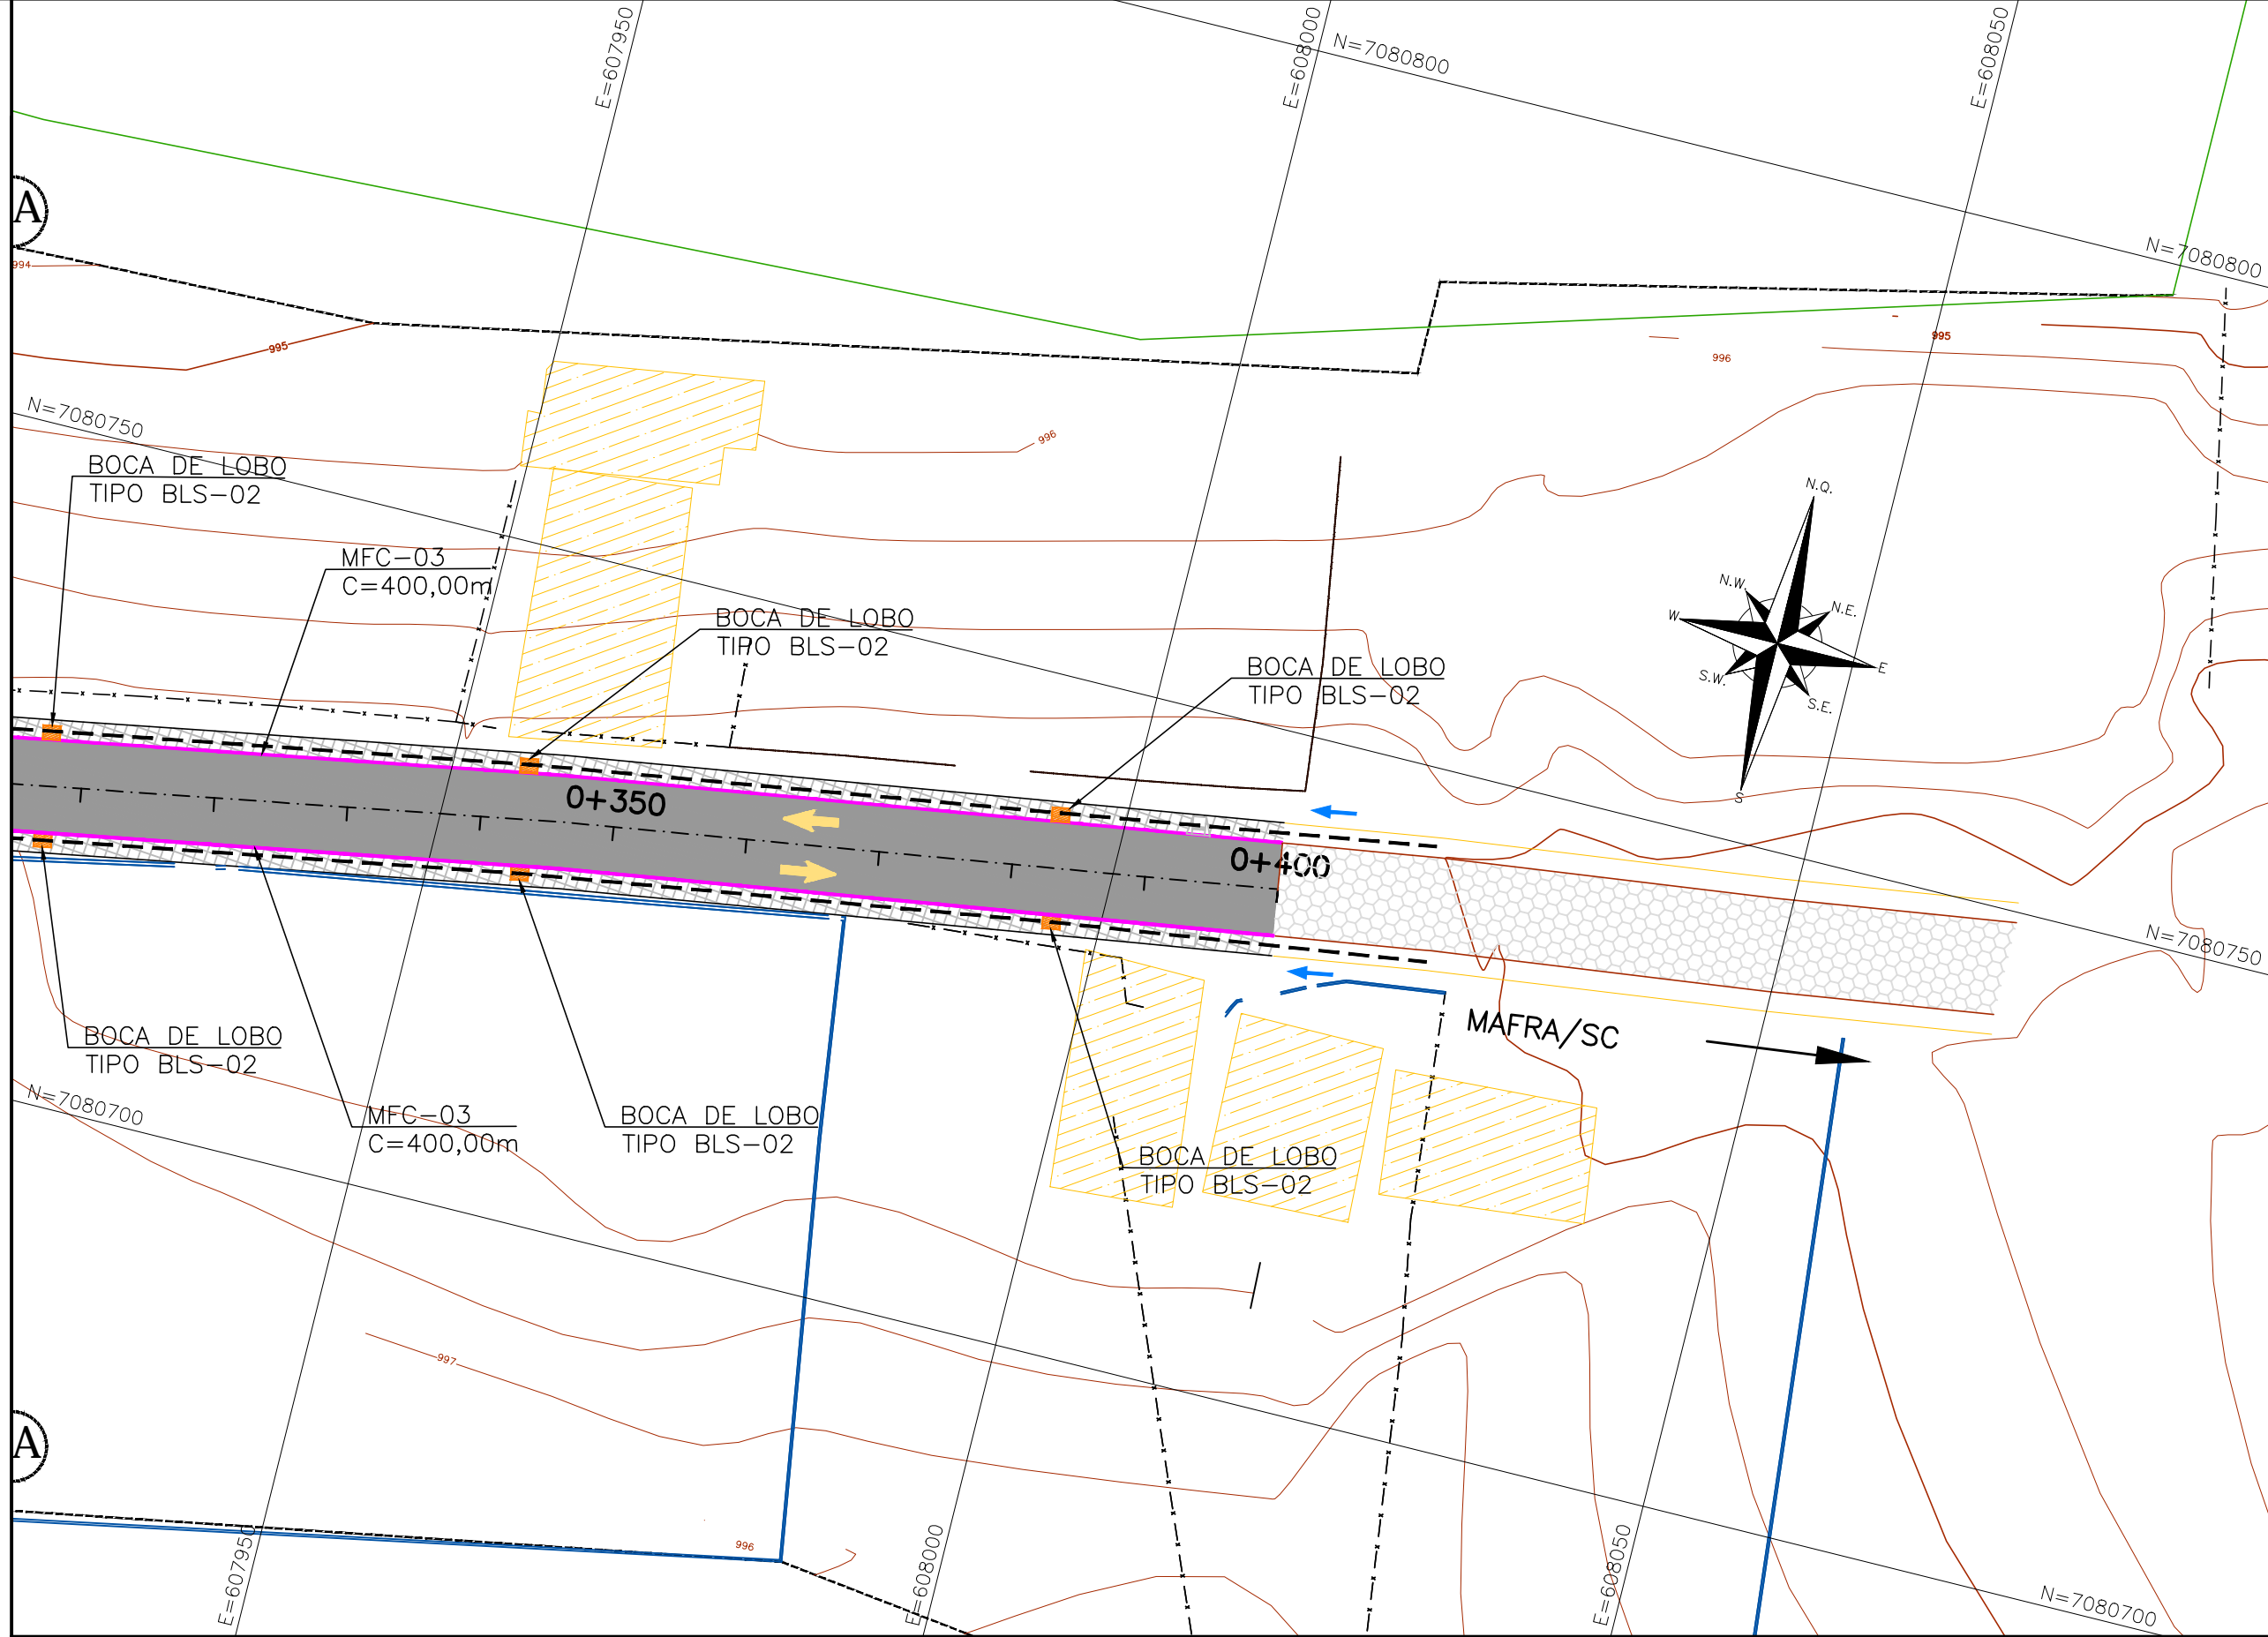 E=607950
E=608000
N=7080800
E=608050
A
994
N=7080800
995
995
996
N=7080750
996
BOCA DE LOBO
TIPO BLS-02
N.Q.
MFC-03
C=400,00m
N.W.
N.E.
W
E
S.W.
S.E.
S
BOCA DE LOBO
TIPO BLS-02
BOCA DE LOBO
TIPO BLS-02
0+350
0+400
N=7080750
MAFRA/SC
BOCA DE LOBO
TIPO BLS-02
N=7080700
MFC-03
C=400,00m
BOCA DE LOBO
TIPO BLS-02
BOCA DE LOBO
TIPO BLS-02
997
A
996
E=607950
E=608000
E=608050
N=7080700